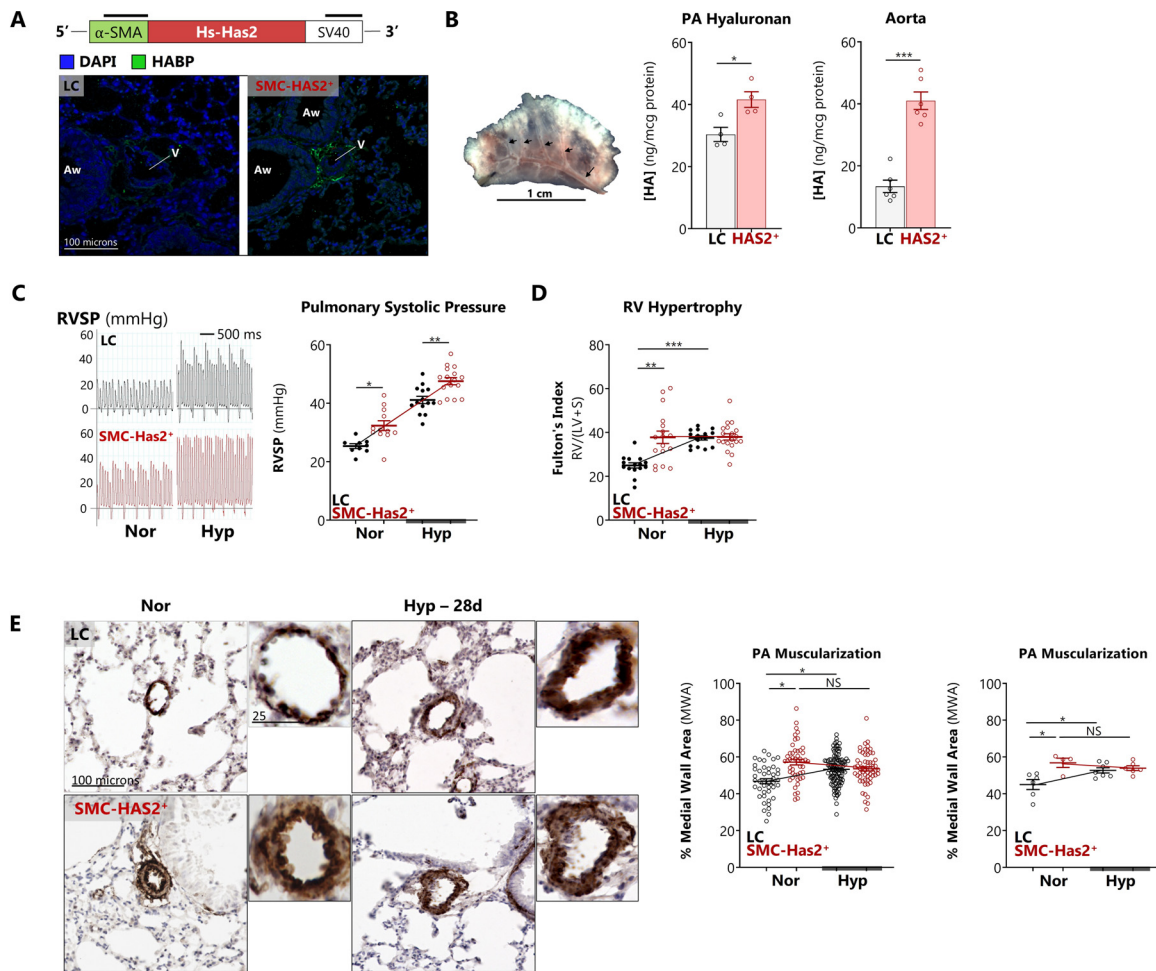 A
5′ α-SMA Hs-Has2 SV40 3′
DAPI HABP
LC
SMC-HAS2⁺
Aw
V
Aw
Aw
V
100 microns
B
1 cm
PA Hyaluronan
[HA] (ng/mcg protein)
60
40
20
0
*
LC HAS2⁺
Aorta
[HA] (ng/mcg protein)
60
40
20
0
***
LC HAS2⁺
C
RVSP (mmHg)
500 ms
LC
60
40
20
0
SMC-Has2⁺
60
40
20
0
Nor Hyp
Pulmonary Systolic Pressure
RVSP (mmHg)
60
40
20
0
*
**
LC
SMC-Has2⁺
Nor Hyp
D
RV Hypertrophy
Fulton's Index
RV/(LV+S)
80
60
40
20
0
***
**
LC
SMC-Has2⁺
Nor Hyp
E
Nor Hyp – 28d
LC
100 microns
25
SMC-HAS2⁺
PA Muscularization
% Medial Wall Area (MWA)
100
80
60
40
20
0
*
* NS
LC
SMC-Has2⁺
Nor Hyp
PA Muscularization
% Medial Wall Area (MWA)
100
80
60
40
20
0
*
* NS
LC
SMC-Has2⁺
Nor Hyp